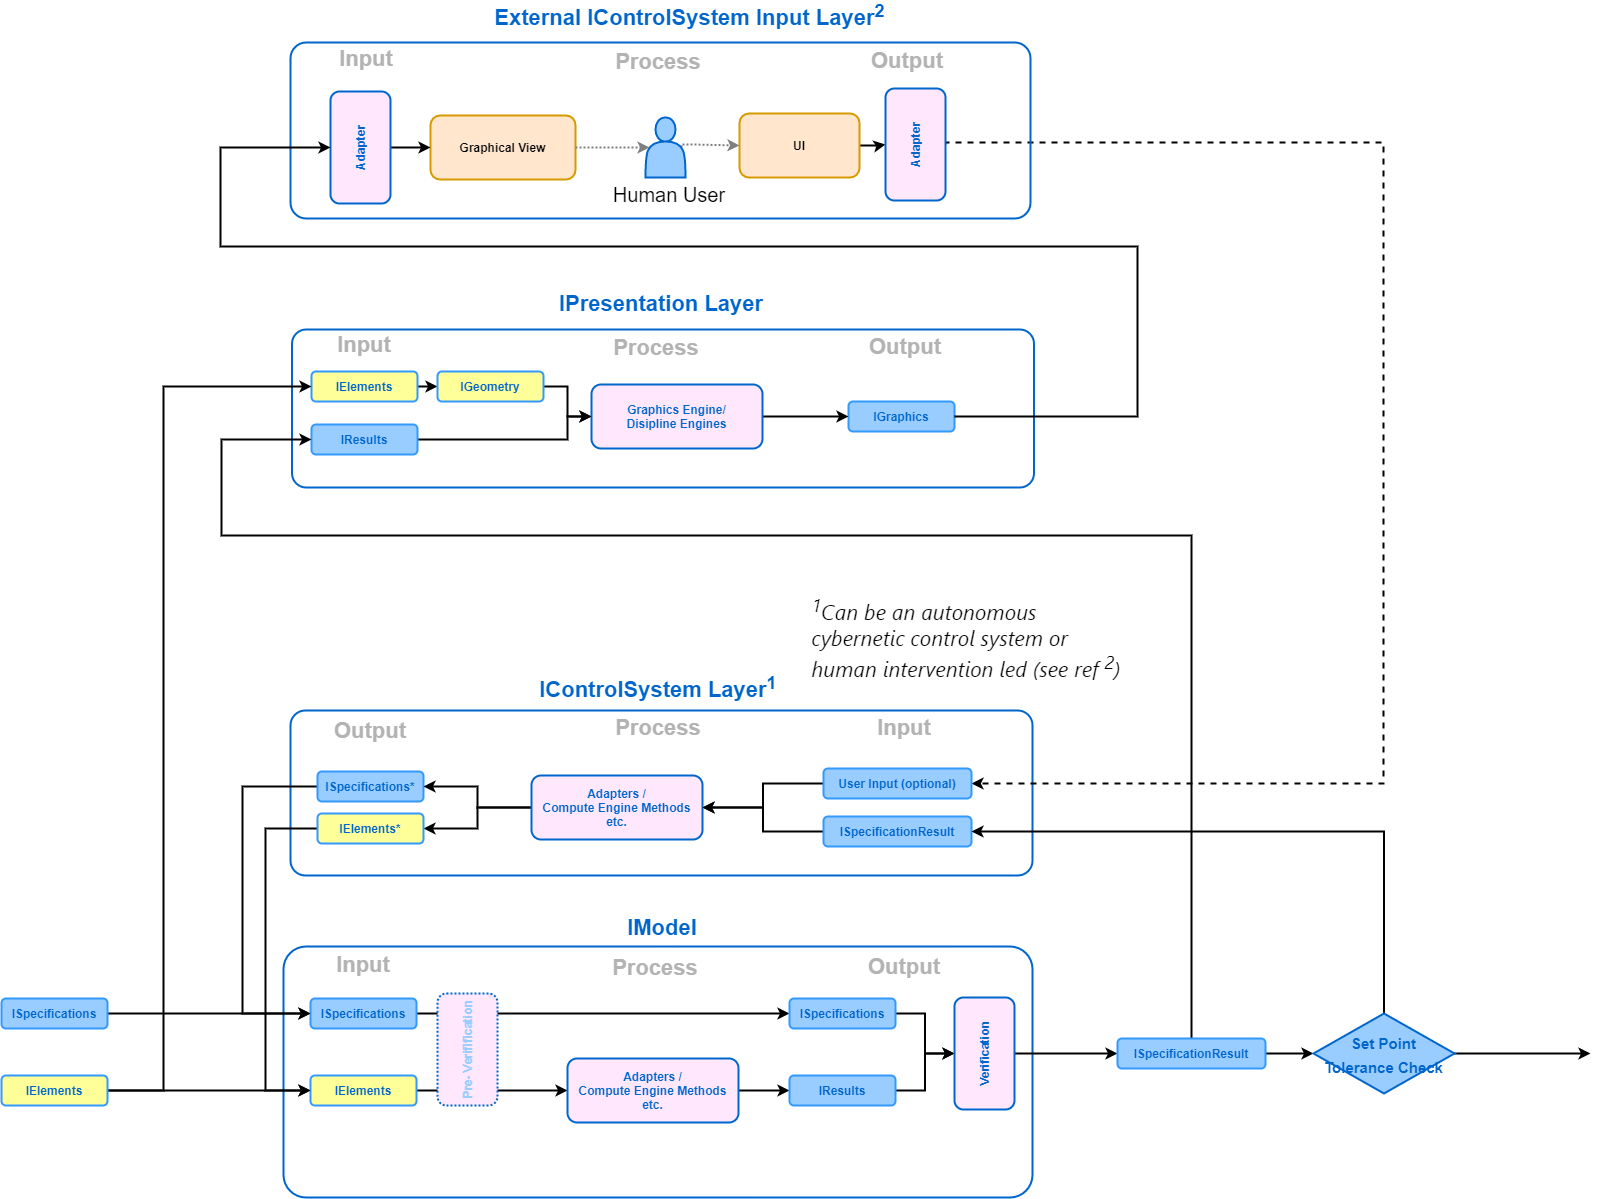 External IControlSystem Input Layer2
Input
Process
Output
Adapter
Graphical View
Human User
UI
Adapter
IPresentation Layer
Input
Process
Output
IElements
IGeometry
IResults
Graphics Engine/
Disipline Engines
IGraphics
1Can be an autonomous
cybernetic control system or
human intervention led (see ref 2)
IControlSystem Layer1
Output
Process
Input
ISpecifications*
IElements*
Adapters /
Compute Engine Methods
etc.
User Input (optional)
ISpecificationResult
IModel
Input
Process
Output
ISpecifications
IElements
ISpecifications
IElements
Pre- Verifification
Adapters /
Compute Engine Methods
etc.
ISpecifications
IResults
Verification
ISpecificationResult
Set Point
Tolerance Check